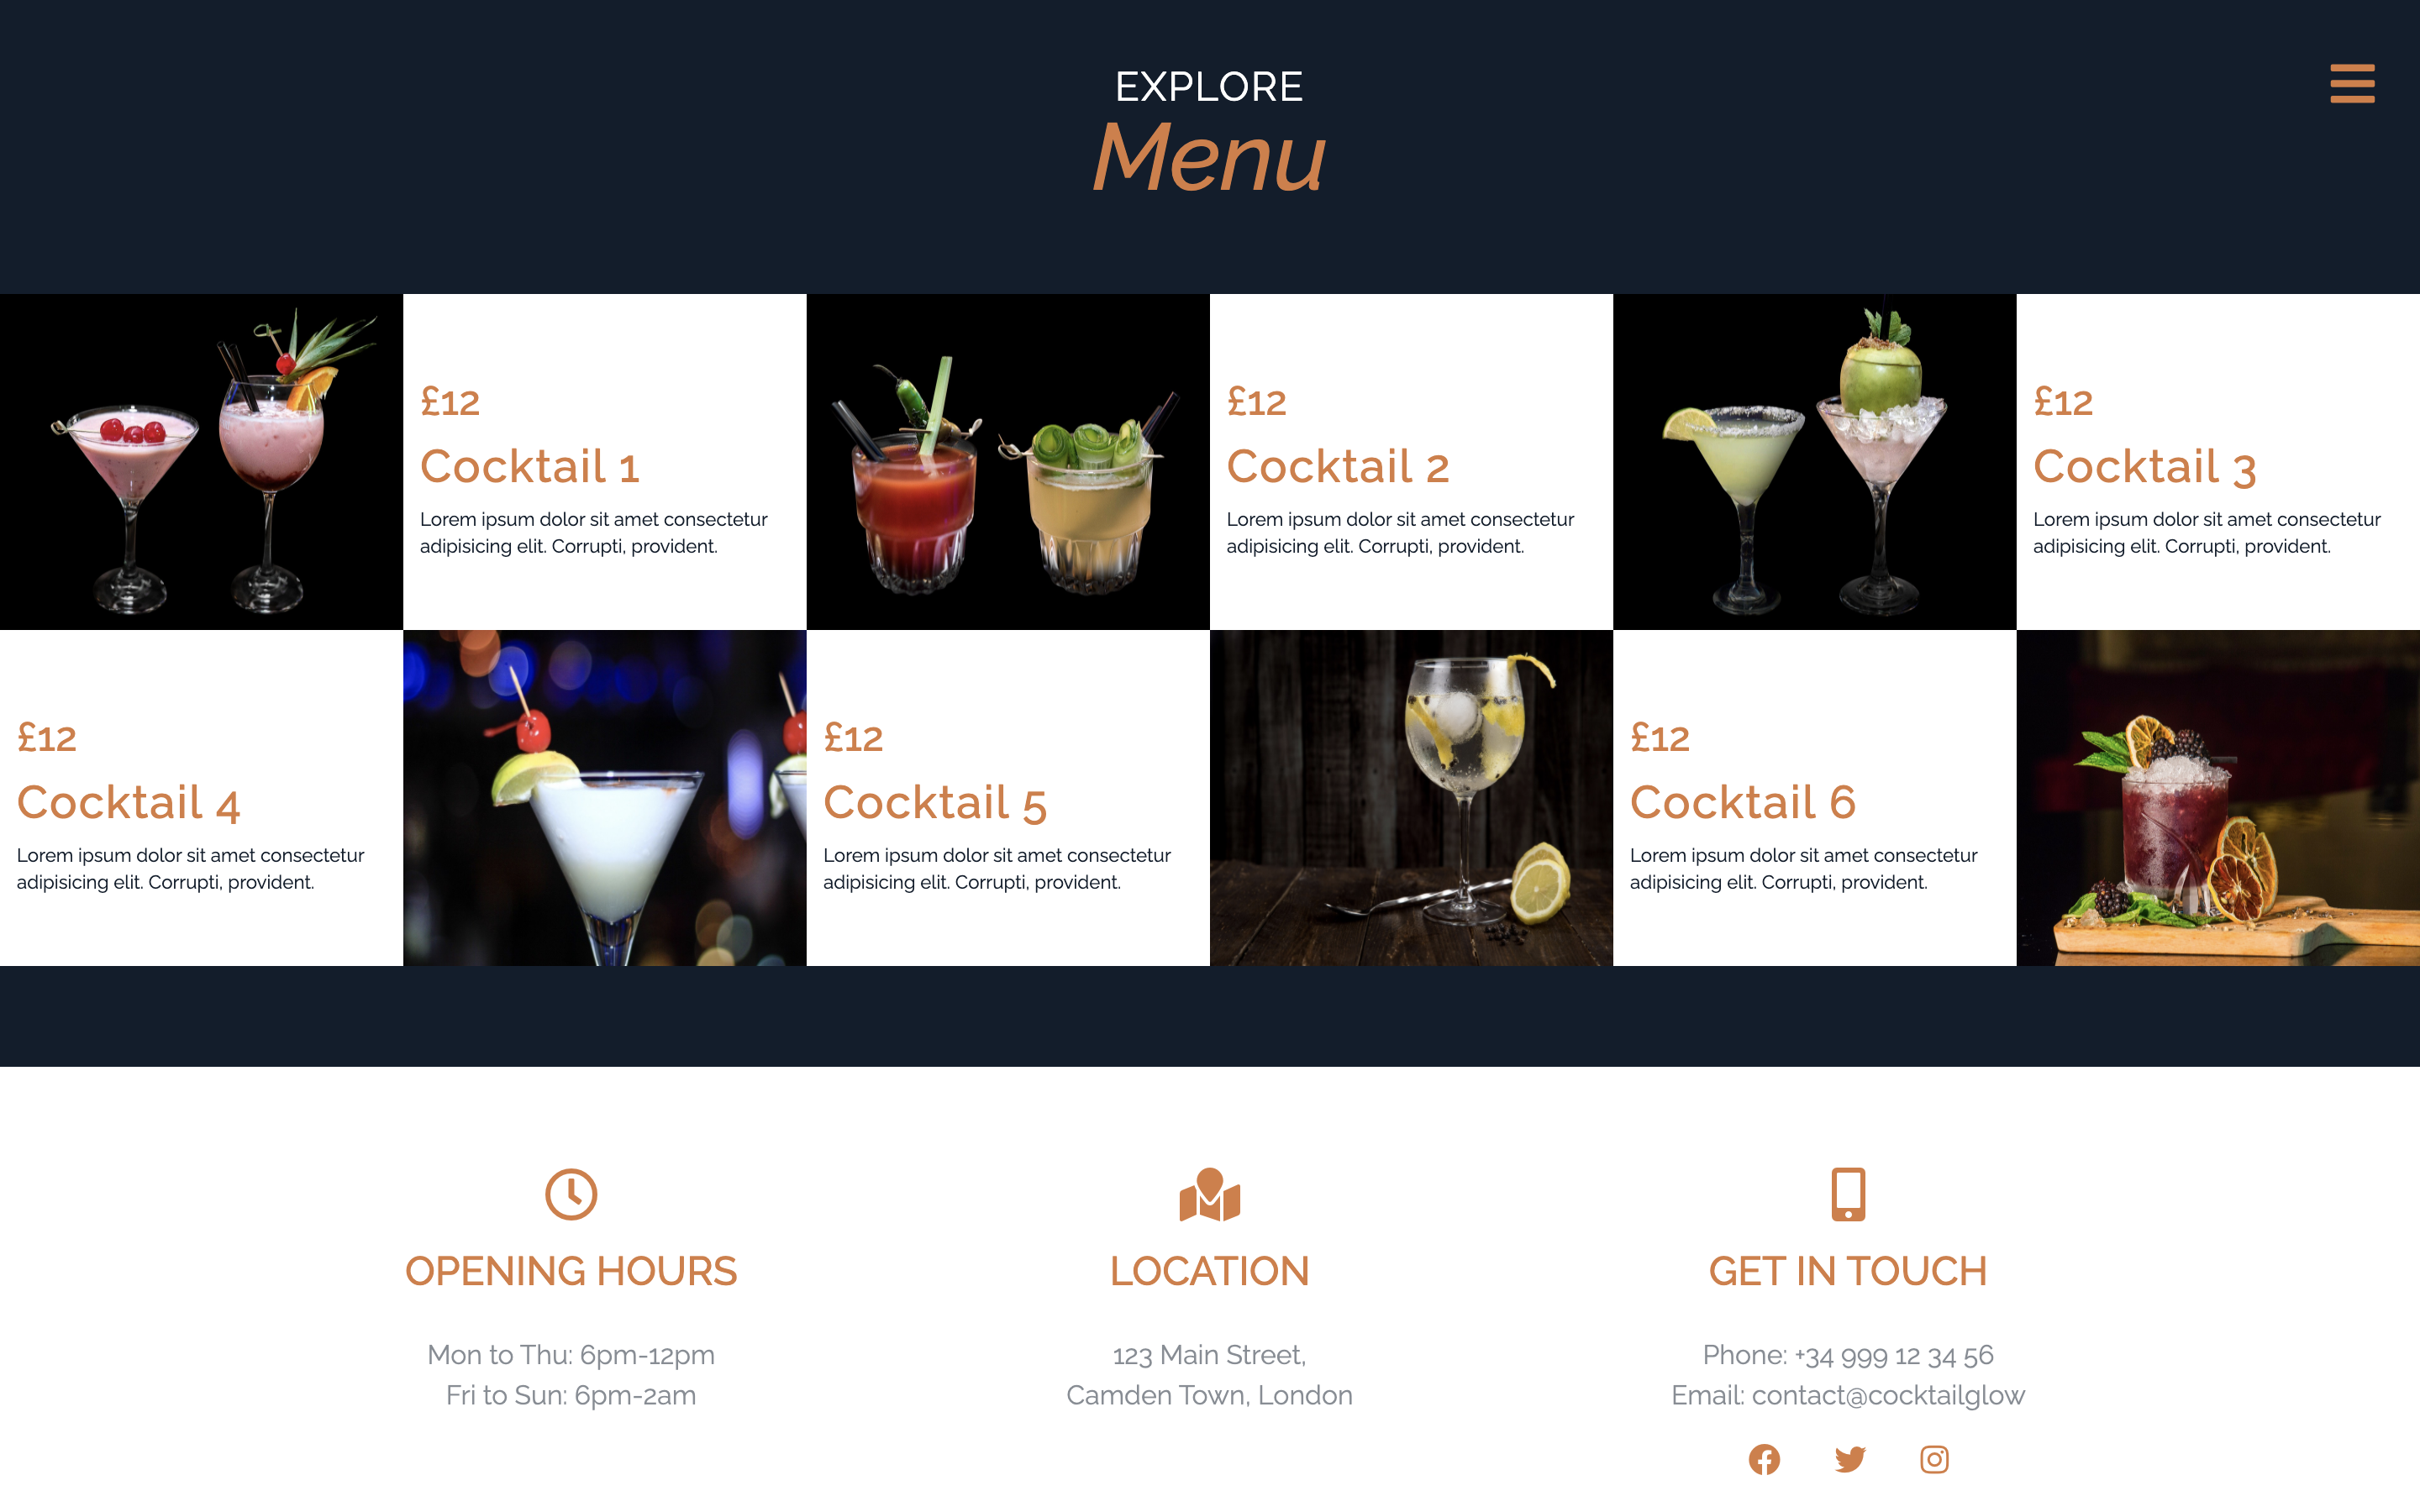 EXPLORE
Menu
£12
Cocktail 1
Lorem ipsum dolor sit amet consectetur
adipisicing elit. Corrupti, provident.
£12
Cocktail 2
Lorem ipsum dolor sit amet consectetur
adipisicing elit. Corrupti, provident.
£12
Cocktail 3
Lorem ipsum dolor sit amet consectetur
adipisicing elit. Corrupti, provident.
£12
Cocktail 4
Lorem ipsum dolor sit amet consectetur
adipisicing elit. Corrupti, provident.
£12
Cocktail 5
Lorem ipsum dolor sit amet consectetur
adipisicing elit. Corrupti, provident.
£12
Cocktail 6
Lorem ipsum dolor sit amet consectetur
adipisicing elit. Corrupti, provident.
OPENING HOURS
Mon to Thu: 6pm-12pm
Fri to Sun: 6pm-2am
LOCATION
123 Main Street,
Camden Town, London
GET IN TOUCH
Phone: +34 999 12 34 56
Email: contact@cocktailglow